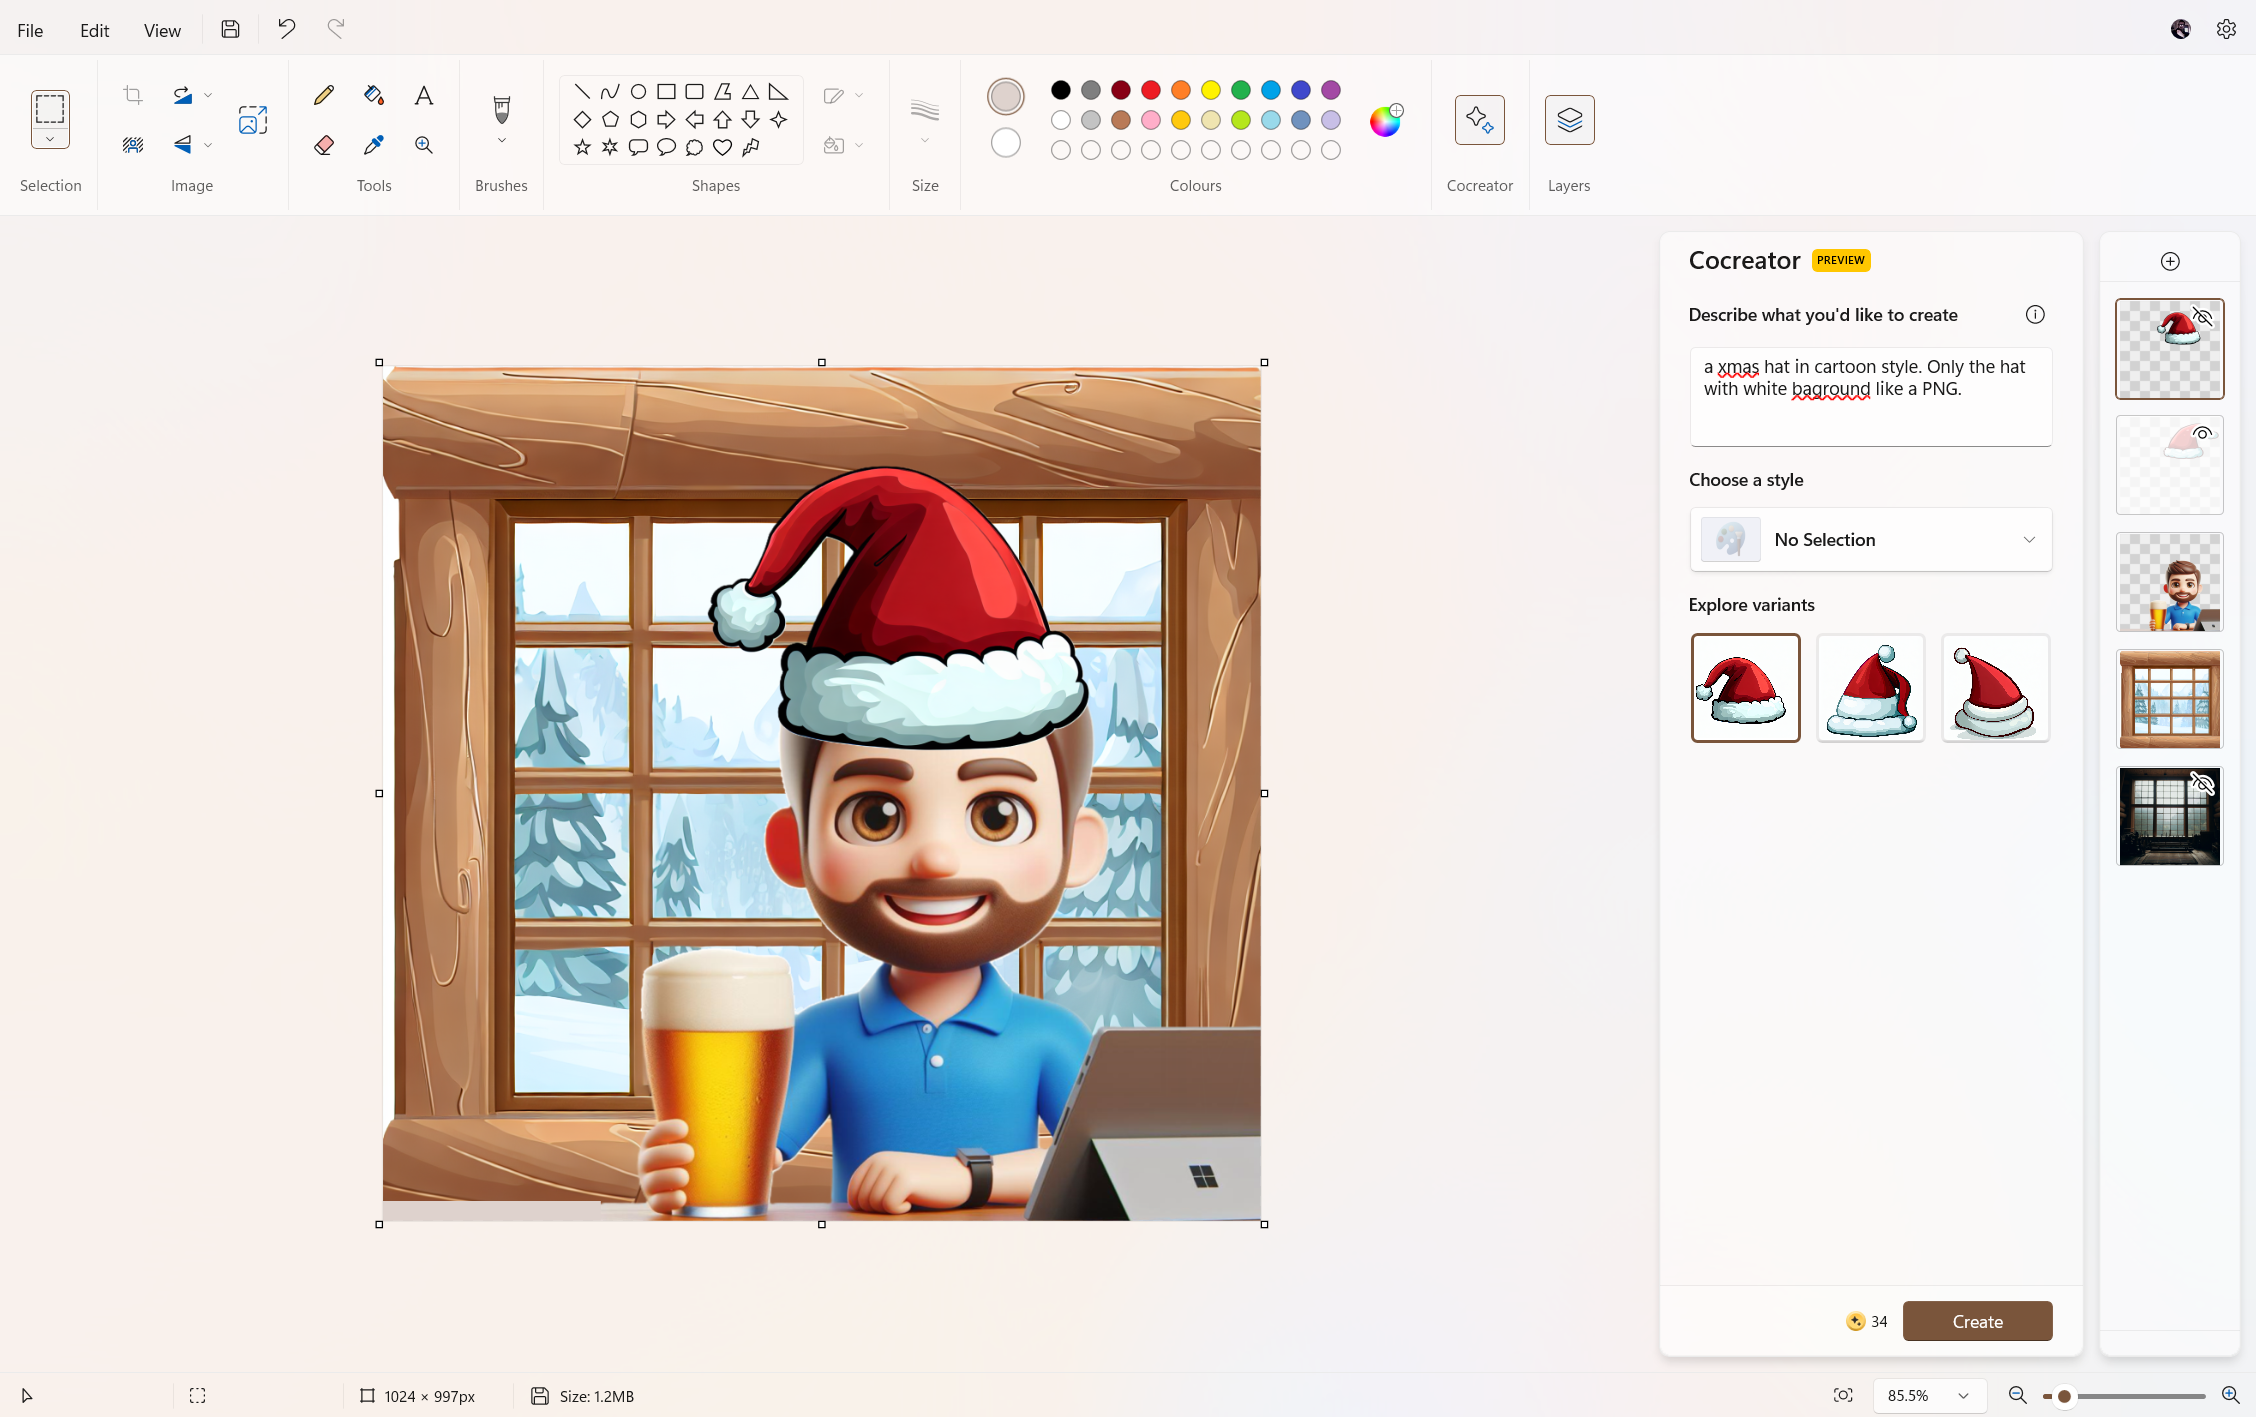 File
Edit
View
Selection
Image
Tools
Brushes
Shapes
Size
Colours
Cocreator
Layers
Cocreator PREVIEW
Describe what you'd like to create
a xmas hat in cartoon style. Only the hat
with white baground like a PNG.
Choose a style
No Selection
Explore variants
34
Create
1024 × 997px
Size: 1.2MB
85.5%